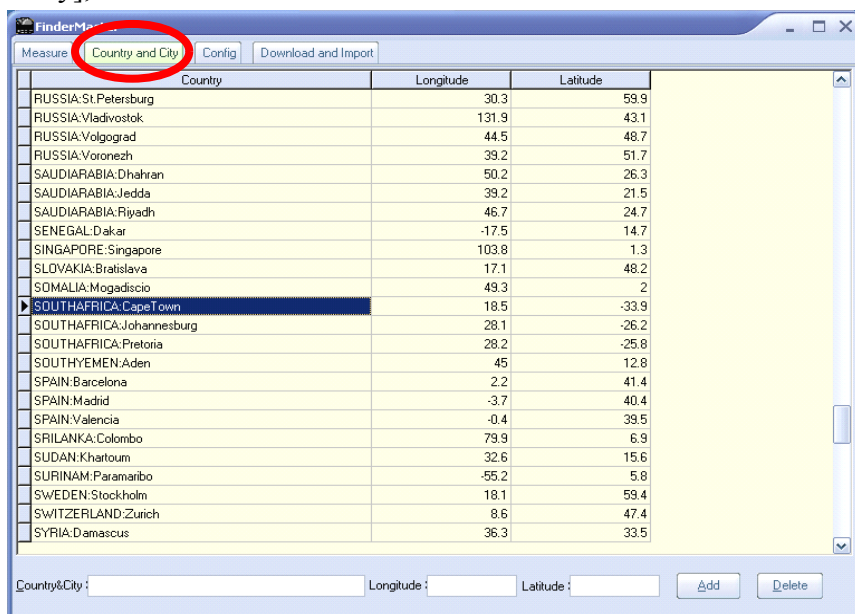 FinderMaster
Measure Country and City Config Download and Import
Country Longitude Latitude
RUSSIA:St.Petersburg 30.3 59.9
RUSSIA:Vladivostok 131.9 43.1
RUSSIA:Volgograd 44.5 48.7
RUSSIA:Voronezh 39.2 51.7
SAUDIARABIA:Dhahran 50.2 26.3
SAUDIARABIA:Jedda 39.2 21.5
SAUDIARABIA:Riyadh 46.7 24.7
SENEGAL:Dakar -17.5 14.7
SINGAPORE:Singapore 103.8 1.3
SLOVAKIA:Bratislava 17.1 48.2
SOMALIA:Mogadiscio 49.3 2
SOUTHAFRICA:CapeTown 18.5 -33.9
SOUTHAFRICA:Johannesburg 28.1 -26.2
SOUTHAFRICA:Pretoria 28.2 -25.8
SOUTHYEMEN:Aden 45 12.8
SPAIN:Barcelona 2.2 41.4
SPAIN:Madrid -3.7 40.4
SPAIN:Valencia -0.4 39.5
SRILANKA:Colombo 79.9 6.9
SUDAN:Khartoum 32.6 15.6
SURINAM:Paramaribo -55.2 5.8
SWEDEN:Stockholm 18.1 59.4
SWITZERLAND:Zurich 8.6 47.4
SYRIA:Damascus 36.3 33.5
Country&City : Longitude : Latitude : Add Delete